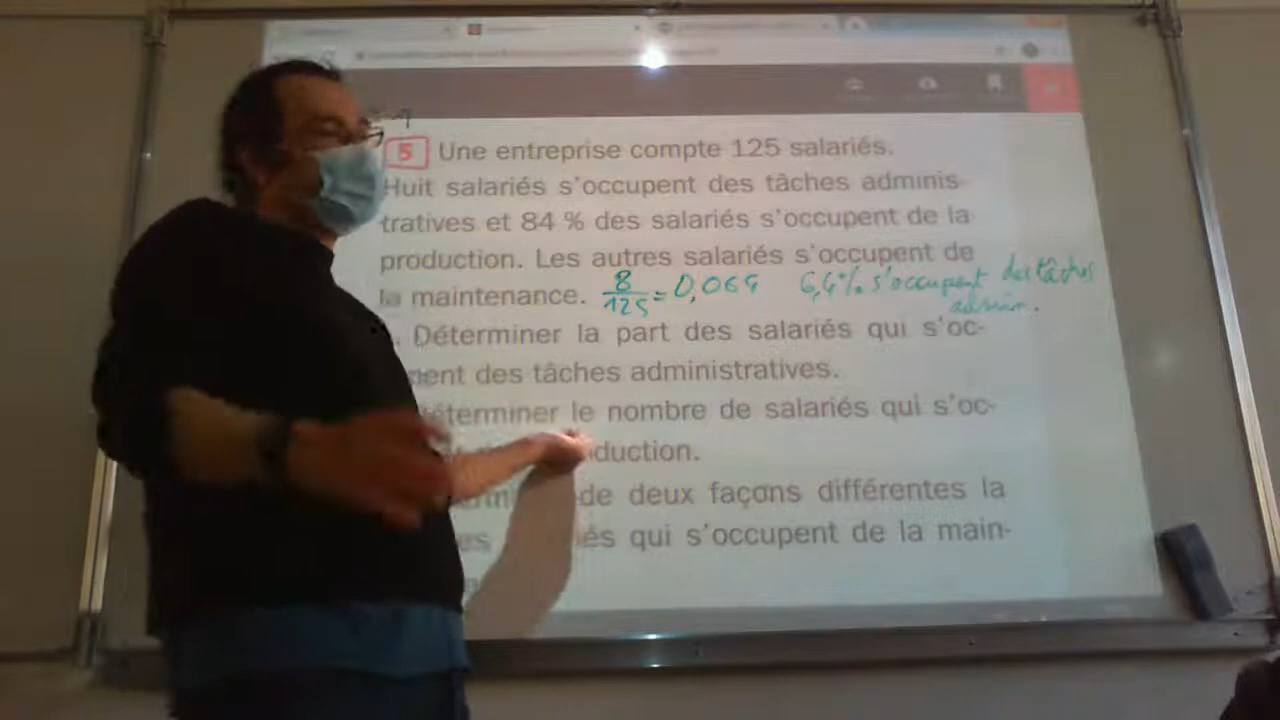 5 Une entreprise compte 125 salariés.
Huit salariés s'occupent des tâches adminis-
tratives et 84 % des salariés s'occupent de la
production. Les autres salariés s'occupent de
la maintenance. 8/125 = 0,064 6,4% s'occupent des tâches
admin.
Déterminer la part des salariés qui s'oc-
ent des tâches administratives.
éterminer le nombre de salariés qui s'oc-
duction.
de deux façons différentes la
és qui s'occupent de la main-